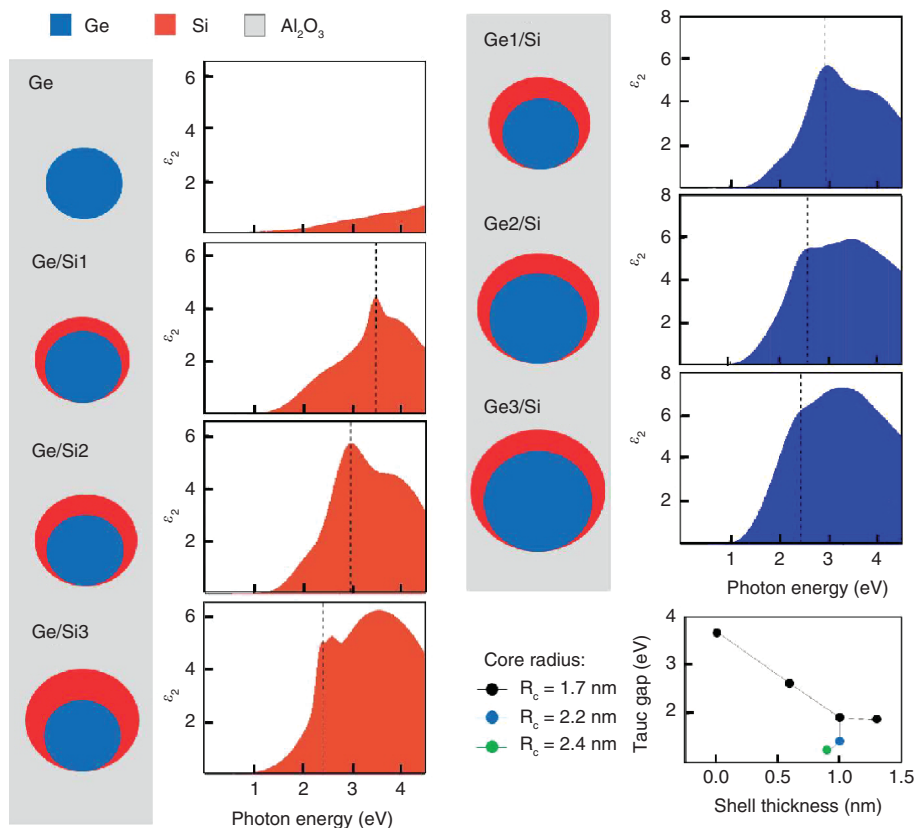 Ge
Si
Al₂O₃
Ge
6
4
2
ε₂
Ge/Si1
6
4
2
ε₂
Ge/Si2
6
4
2
ε₂
Ge/Si3
6
4
2
ε₂
0 1 2 3 4
Photon energy (eV)
Ge1/Si
8
6
4
2
ε₂
Ge2/Si
8
6
4
2
ε₂
Ge3/Si
8
6
4
2
ε₂
1 2 3 4
Photon energy (eV)
Core radius:
R_c = 1.7 nm
R_c = 2.2 nm
R_c = 2.4 nm
4
3
2
Tauc gap (eV)
0.0 0.5 1.0 1.5
Shell thickness (nm)